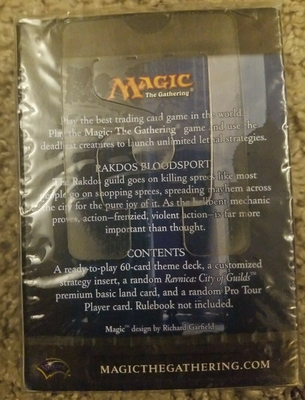 MAGIC
The Gathering
Play the best trading card game in the world.
Play the Magic: The Gathering® game and use the
deadliest creatures to launch unlimited lethal strategies.
RAKDOS BLOODSPORT
The Rakdos guild goes on killing sprees like most
people go on shopping sprees, spreading mayhem across
the city for the pure joy of it. As the hellbent mechanic
proves, action–frenzied, violent action–is far more
important than thought.
CONTENTS
A ready-to-play 60-card theme deck, a customized
strategy insert, a random Ravnica: City of Guilds™
premium basic land card, and a random Pro Tour
Player card. Rulebook not included.
Magic™ design by Richard Garfield
MAGICTHEGATHERING.COM